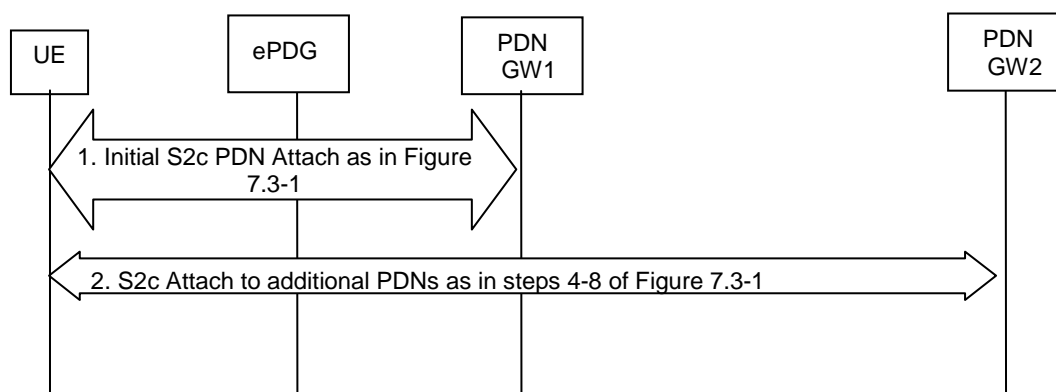 UE
ePDG
PDN
GW1
PDN
GW2
1. Initial S2c PDN Attach as in Figure
7.3-1
2. S2c Attach to additional PDNs as in steps 4-8 of Figure 7.3-1